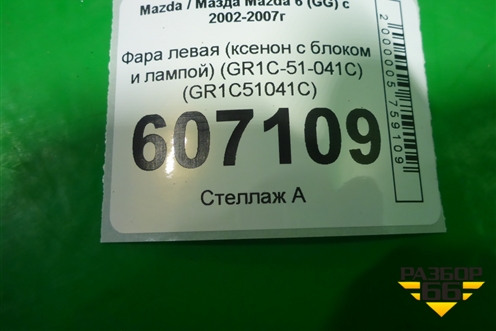 Mazda / Мазда Mazda 6 (GG) с
2002-2007г
Фара левая (ксенон с блоком
и лампой) (GR1C-51-041C)
(GR1C51041C)
607109
Стеллаж А
2000005759109
РАЗБОР
66